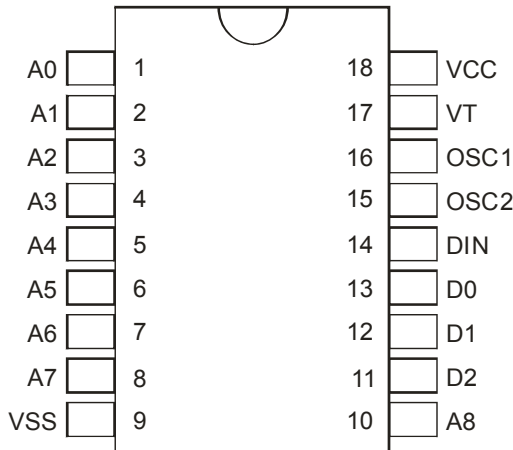 A0 1 18 VCC
A1 2 17 VT
A2 3 16 OSC1
A3 4 15 OSC2
A4 5 14 DIN
A5 6 13 D0
A6 7 12 D1
A7 8 11 D2
VSS 9 10 A8